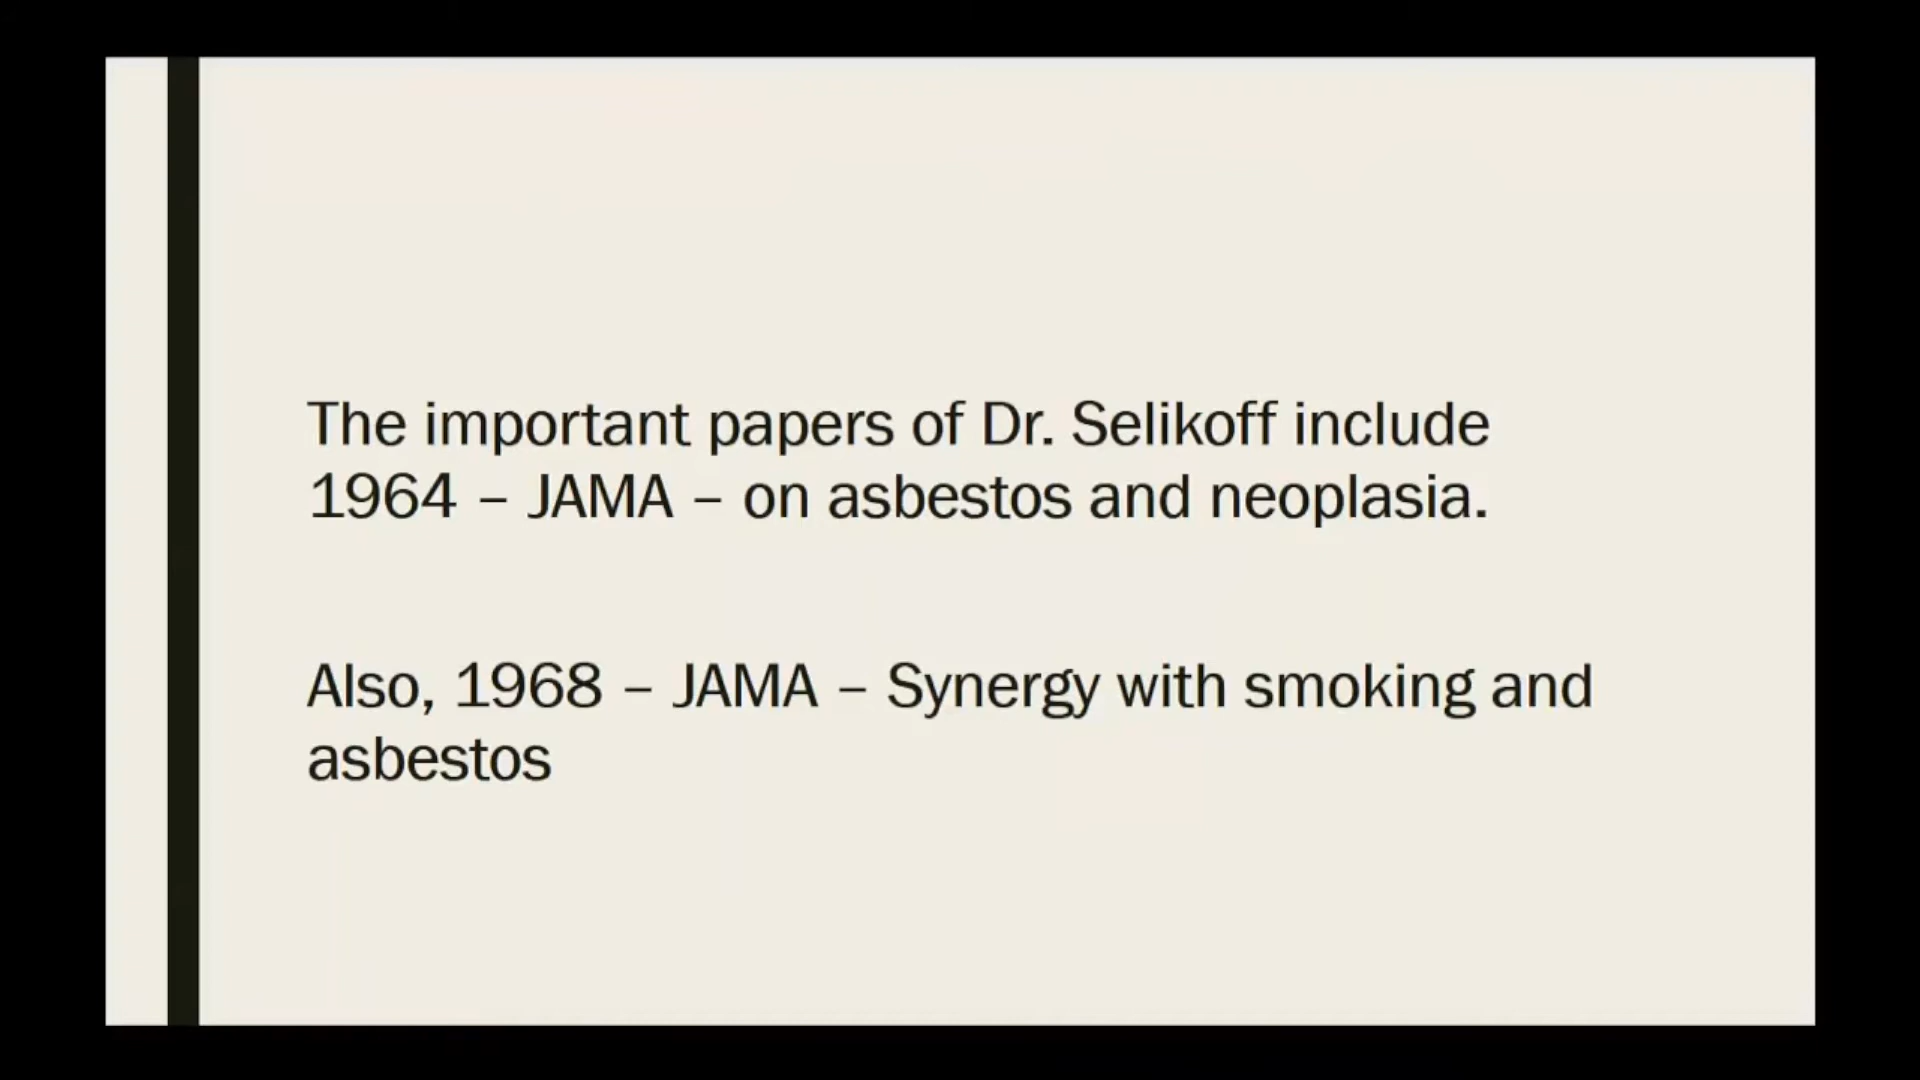 The important papers of Dr. Selikoff include
1964 – JAMA – on asbestos and neoplasia.
Also, 1968 – JAMA – Synergy with smoking and
asbestos